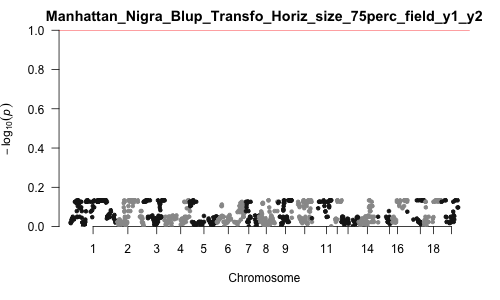 Manhattan_Nigra_Blup_Transfo_Horiz_size_75perc_field_y1_y2
1.0
0.8
0.6
0.4
0.2
0.0
− log10(p)
1 2 3 4 5 6 7 8 9 11 14 16 18
Chromosome